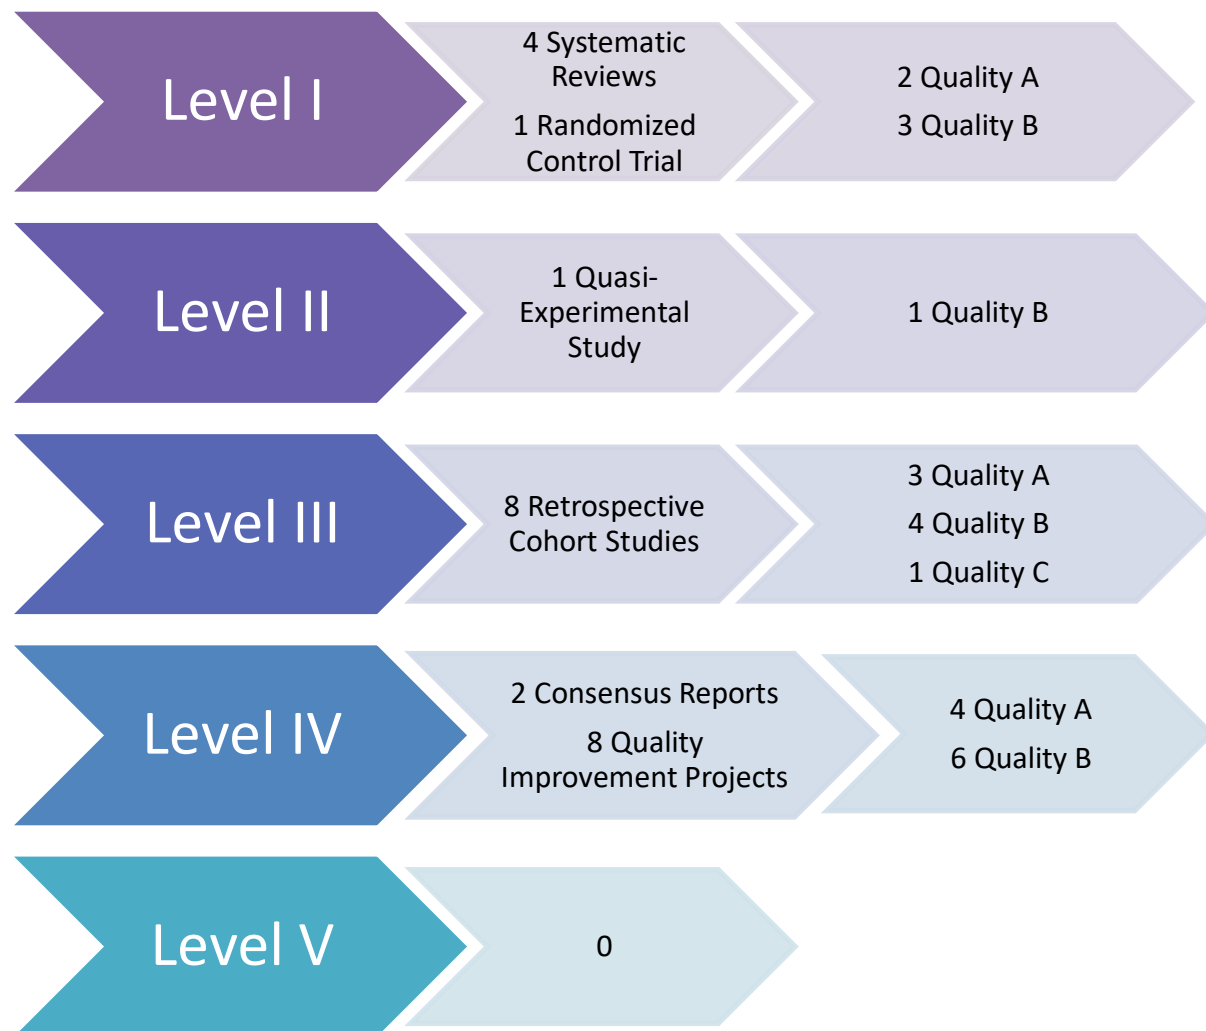 Level I
4 Systematic
Reviews
1 Randomized
Control Trial
2 Quality A
3 Quality B
Level II
1 Quasi-
Experimental
Study
1 Quality B
Level III
8 Retrospective
Cohort Studies
3 Quality A
4 Quality B
1 Quality C
Level IV
2 Consensus Reports
8 Quality
Improvement Projects
4 Quality A
6 Quality B
Level V
0